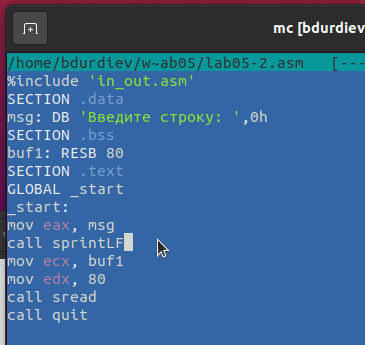 mc [bdurdiev
/home/bdurdiev/w~ab05/lab05-2.asm [---
%include 'in_out.asm'
SECTION .data
msg: DB 'Введите строку: ',0h
SECTION .bss
buf1: RESB 80
SECTION .text
GLOBAL _start
_start:
mov eax, msg
call sprintLF
mov ecx, buf1
mov edx, 80
call sread
call quit